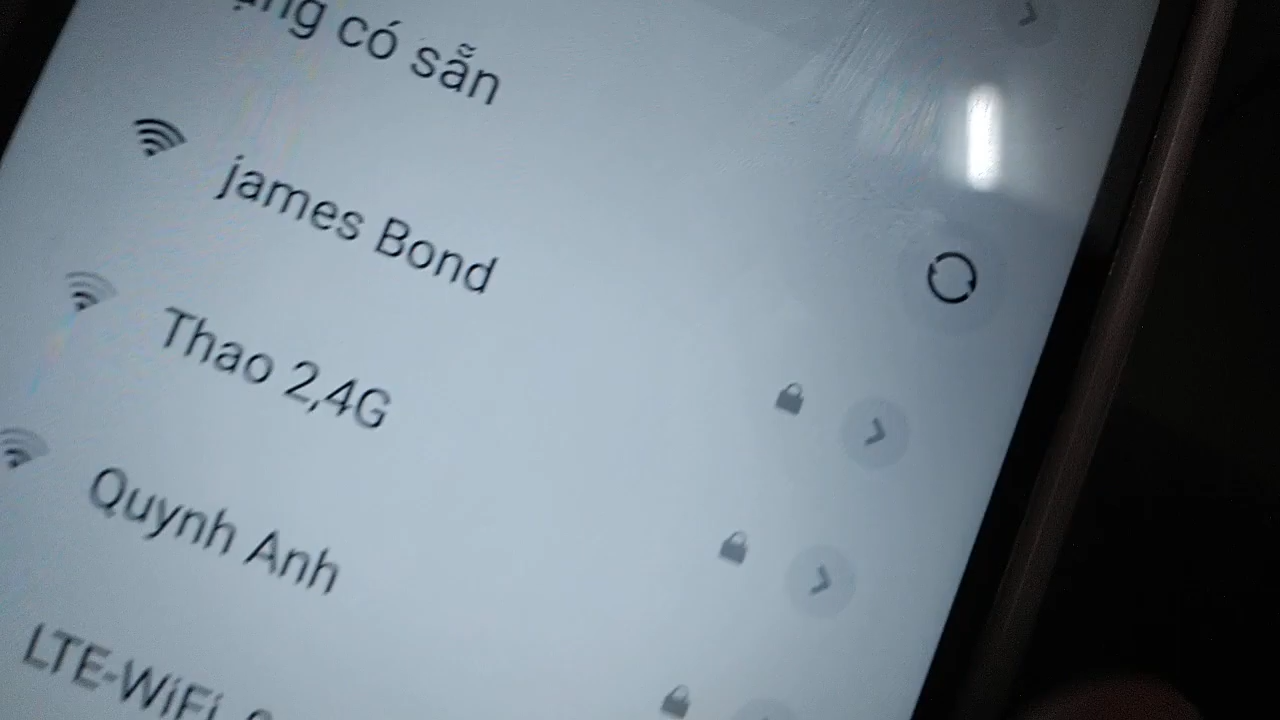 có sẵn
james Bond
Thao 2,4G
Quynh Anh
LTE-WiFi